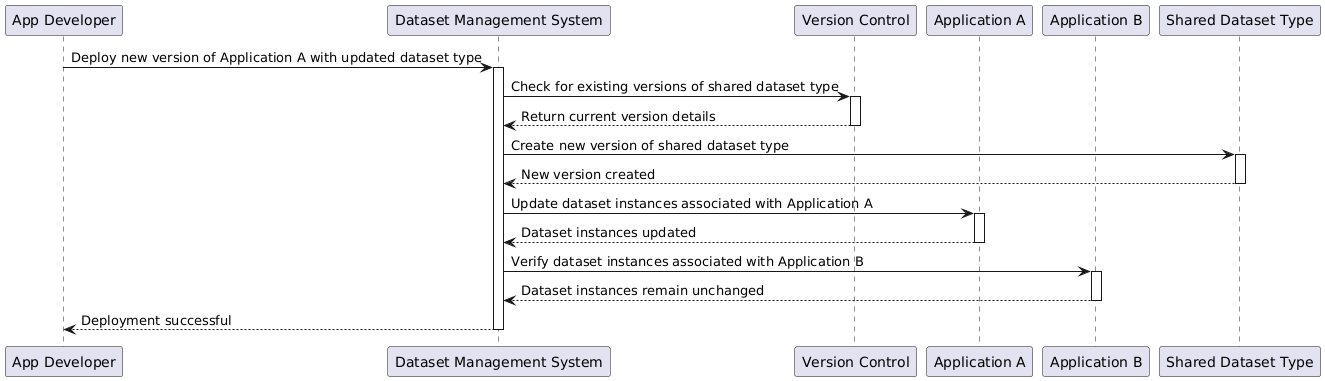 App Developer
Dataset Management System
Version Control
Application A
Application B
Shared Dataset Type
Deploy new version of Application A with updated dataset type
Check for existing versions of shared dataset type
Return current version details
Create new version of shared dataset type
New version created
Update dataset instances associated with Application A
Dataset instances updated
Verify dataset instances associated with Application B
Dataset instances remain unchanged
Deployment successful
App Developer
Dataset Management System
Version Control
Application A
Application B
Shared Dataset Type